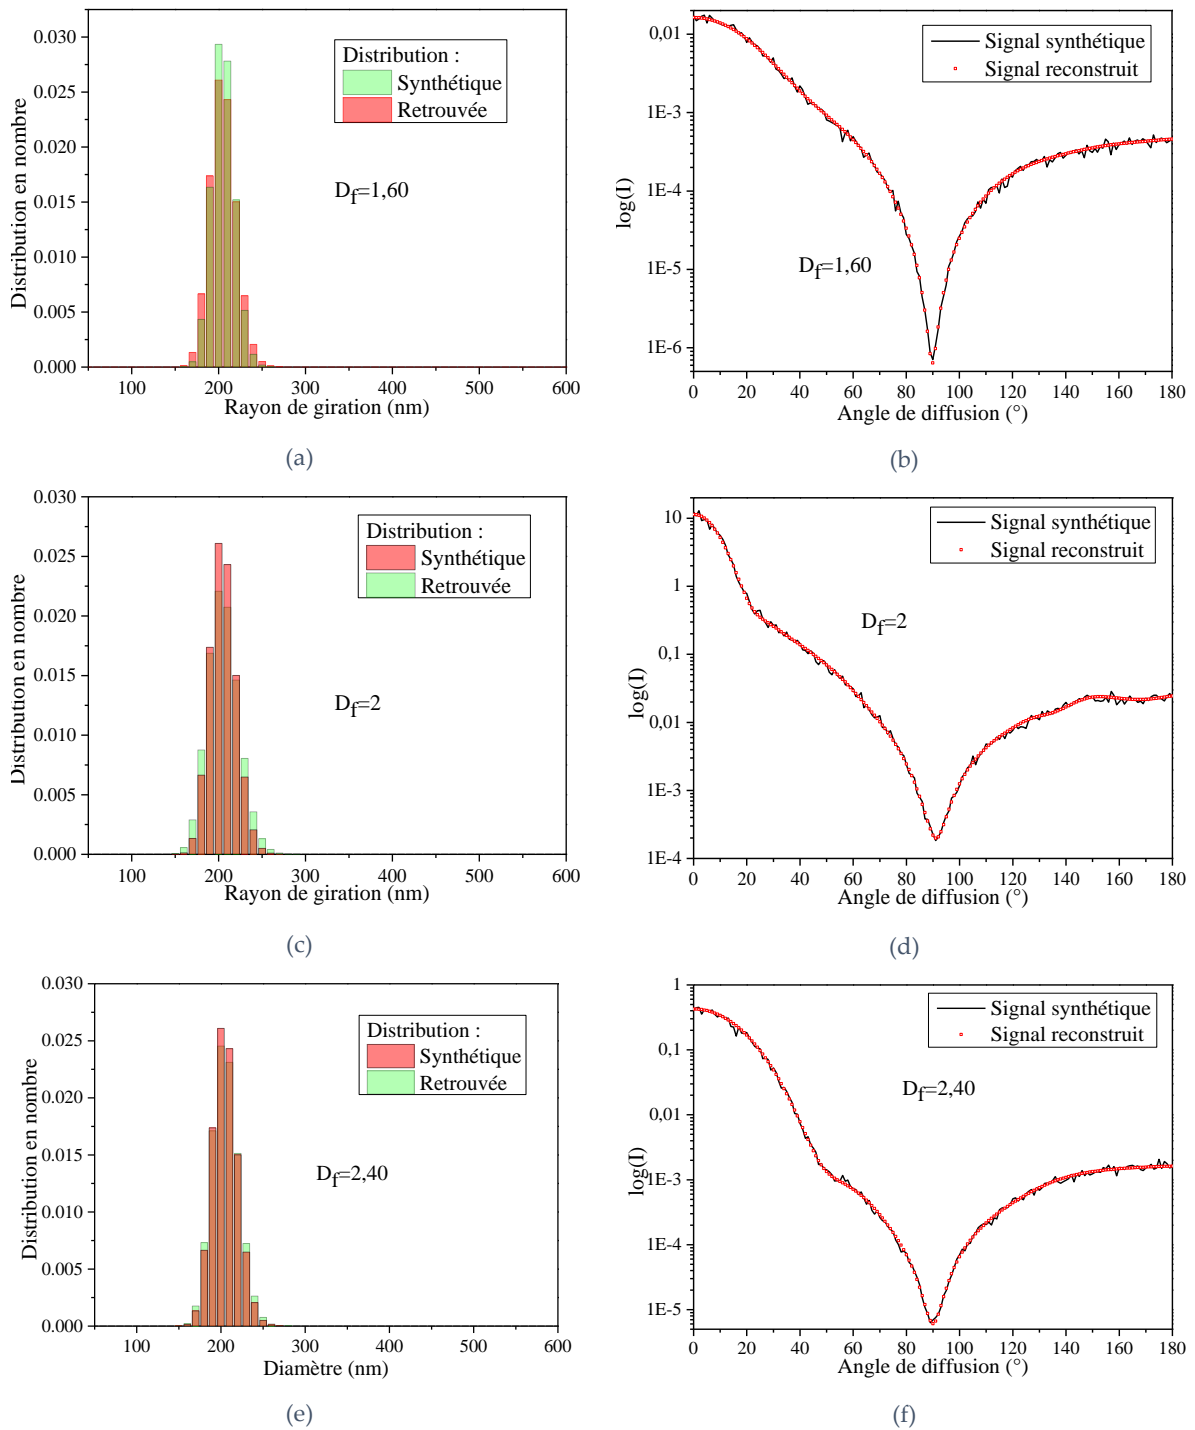 0.030
0.025
0.020
0.015
0.010
0.005
0.000
Distribution en nombre
Distribution :
Synthétique
Retrouvée
Df=1,60
100 200 300 400 500 600
Rayon de giration (nm)
(a)
0,01
1E-3
1E-4
1E-5
1E-6
log(I)
Signal synthétique
Signal reconstruit
Df=1,60
0 20 40 60 80 100 120 140 160 180
Angle de diffusion (°)
(b)
0.030
0.025
0.020
0.015
0.010
0.005
0.000
Distribution en nombre
Distribution :
Synthétique
Retrouvée
Df=2
100 200 300 400 500 600
Rayon de giration (nm)
(c)
10
1
0,1
0,01
1E-3
1E-4
log(I)
Signal synthétique
Signal reconstruit
Df=2
0 20 40 60 80 100 120 140 160 180
Angle de diffusion (°)
(d)
0.030
0.025
0.020
0.015
0.010
0.005
0.000
Distribution en nombre
Distribution :
Synthétique
Retrouvée
Df=2,40
100 200 300 400 500 600
Diamètre (nm)
(e)
1
0,1
0,01
1E-3
1E-4
1E-5
log(I)
Signal synthétique
Signal reconstruit
Df=2,40
0 20 40 60 80 100 120 140 160 180
Angle de diffusion (°)
(f)